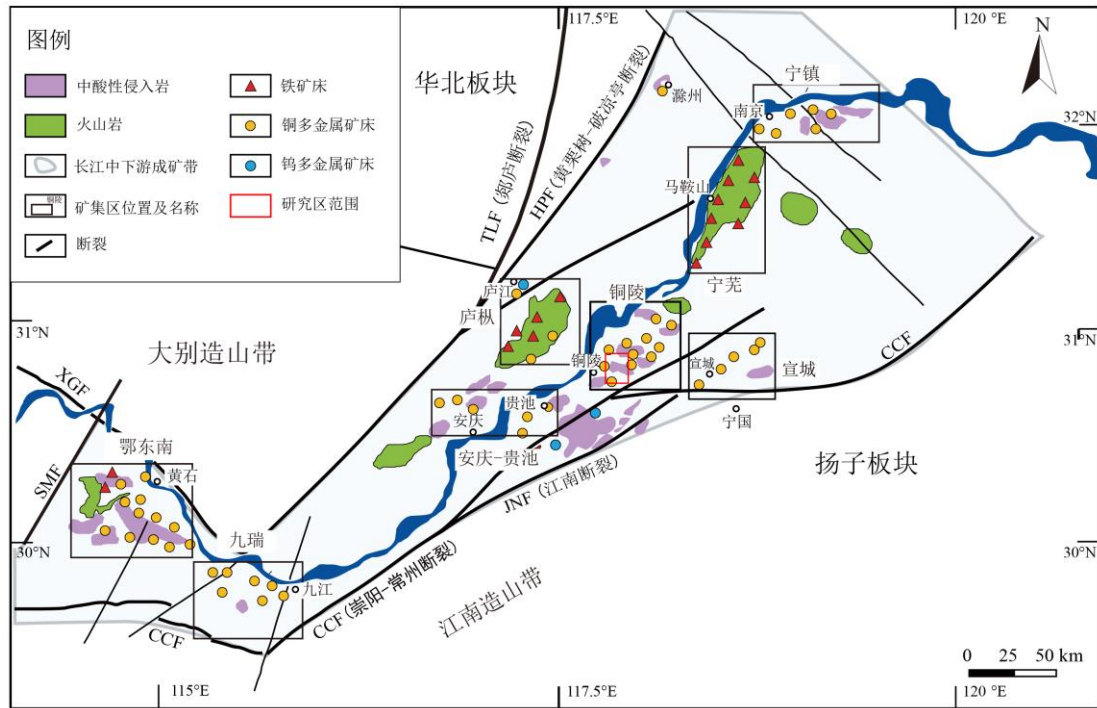 117.5°E
120 °E
图例
中酸性侵入岩
铁矿床
火山岩
铜多金属矿床
长江中下游成矿带
钨多金属矿床
铜陵
矿集区位置及名称
研究区范围
断裂
华北板块
TLF (郯庐断裂)
HPF (黄栗树-破凉亭断裂)
N
滁州
宁镇
南京
32°N
马鞍山
宁芜
庐江
庐枞
铜陵
铜陵
31°N
31°N
大别造山带
宣城
宣城
CCF
宁国
XGF
SMF
鄂东南
黄石
贵池
安庆
安庆-贵池
JNF (江南断裂)
扬子板块
30°N
30°N
九瑞
九江
CCF
CCF (崇阳-常州断裂)
江南造山带
0 25 50 km
115°E
117.5°E
120 °E